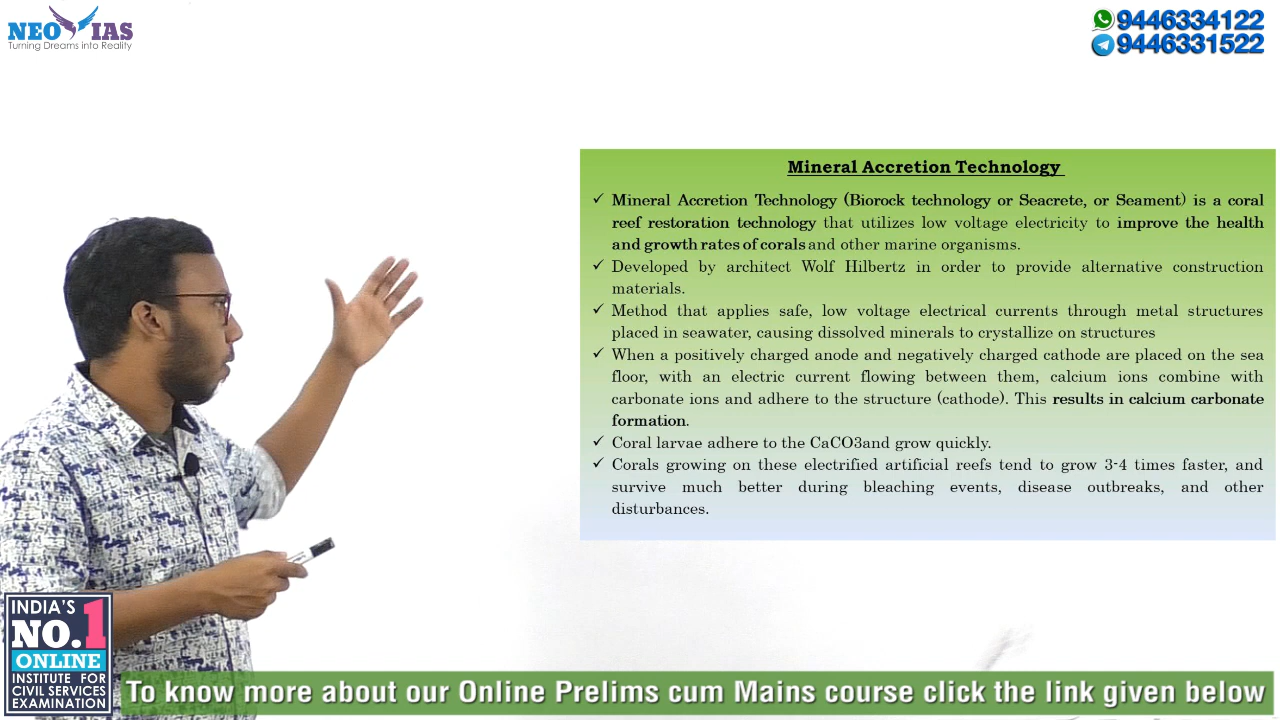 NEO IAS
Turning Dreams into Reality
9446334122
9446331522
Mineral Accretion Technology
✓ Mineral Accretion Technology (Biorock technology or Seacrete, or Seament) is a coral
reef restoration technology that utilizes low voltage electricity to improve the health
and growth rates of corals and other marine organisms.
✓ Developed by architect Wolf Hilbertz in order to provide alternative construction
materials.
✓ Method that applies safe, low voltage electrical currents through metal structures
placed in seawater, causing dissolved minerals to crystallize on structures
✓ When a positively charged anode and negatively charged cathode are placed on the sea
floor, with an electric current flowing between them, calcium ions combine with
carbonate ions and adhere to the structure (cathode). This results in calcium carbonate
formation.
✓ Coral larvae adhere to the CaCO3and grow quickly.
✓ Corals growing on these electrified artificial reefs tend to grow 3-4 times faster, and
survive much better during bleaching events, disease outbreaks, and other
disturbances.
INDIA'S
NO.1
ONLINE
INSTITUTE FOR
CIVIL SERVICES
EXAMINATION
To know more about our Online Prelims cum Mains course click the link given below